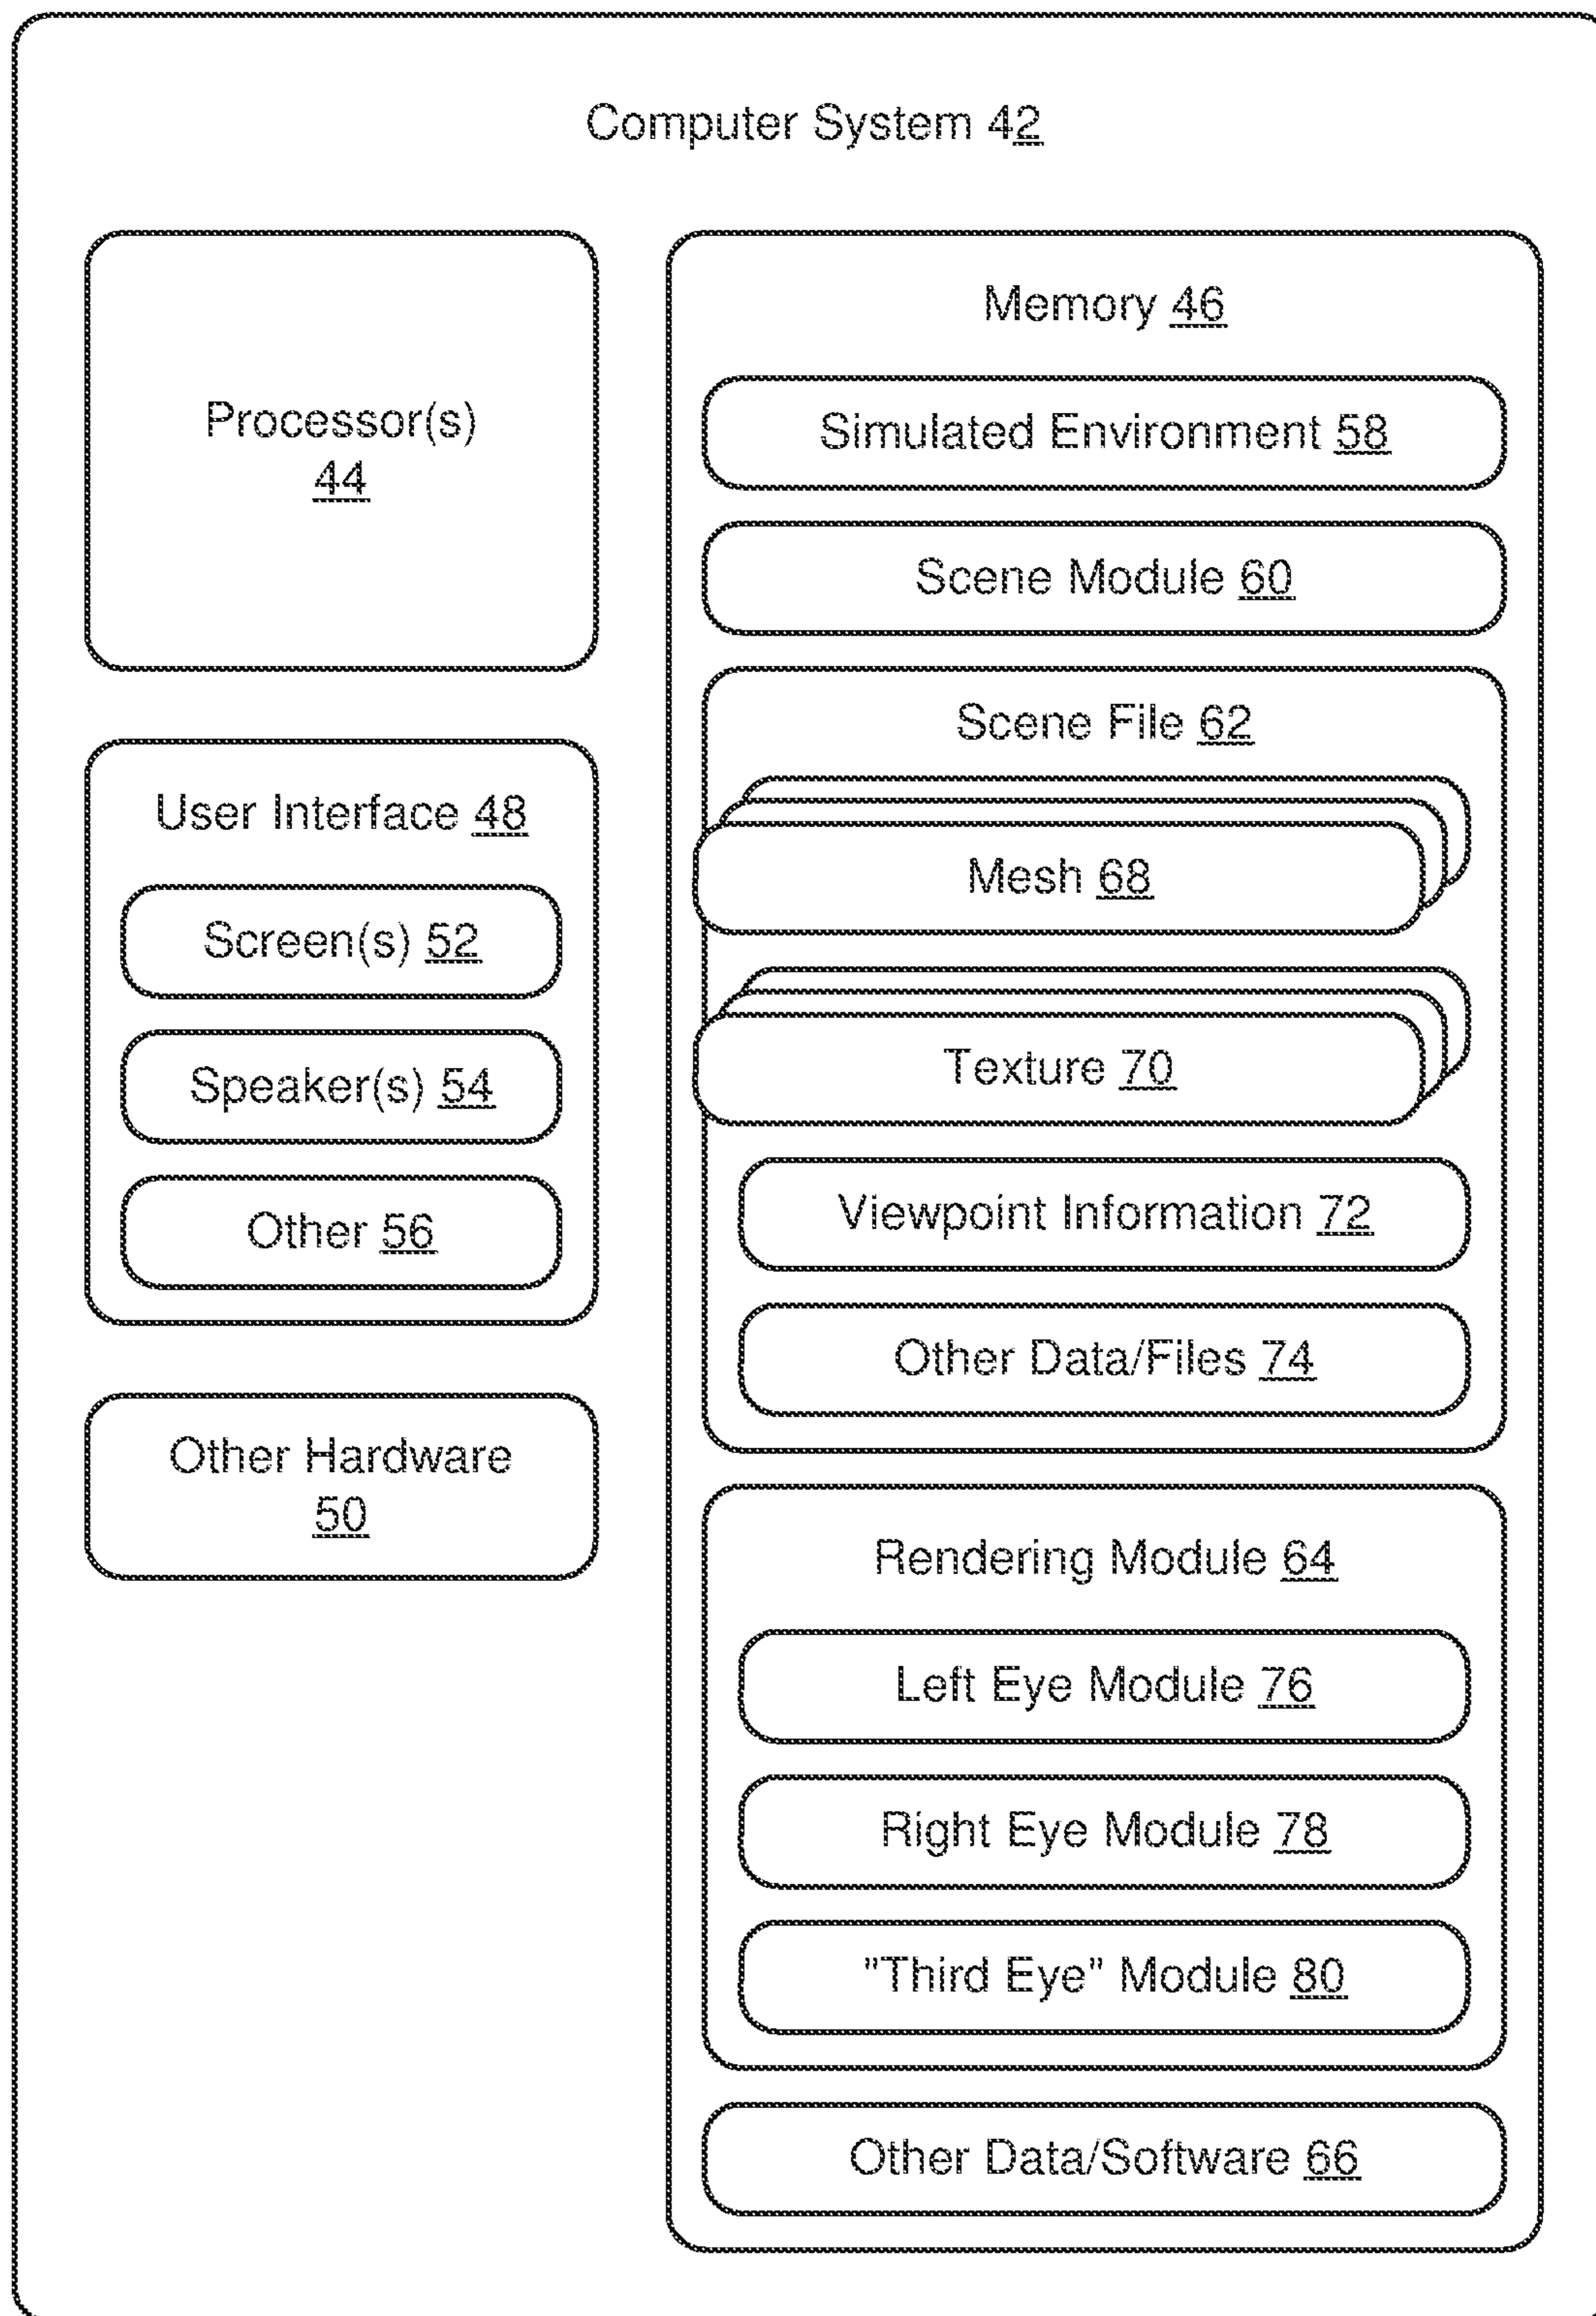 Computer System 42
Processor(s)
44
User Interface 48
Screen(s) 52
Speaker(s) 54
Other 56
Other Hardware
50
Memory 46
Simulated Environment 58
Scene Module 60
Scene File 62
Mesh 68
Texture 70
Viewpoint Information 72
Other Data/Files 74
Rendering Module 64
Left Eye Module 76
Right Eye Module 78
"Third Eye" Module 80
Other Data/Software 66